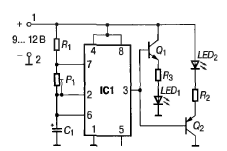 + 1
9... 12 В
- 2
R1
P1
C1
4 8
7
2
6
IC1
3
1 5
Q1
R3
LED1
LED2
R2
Q2